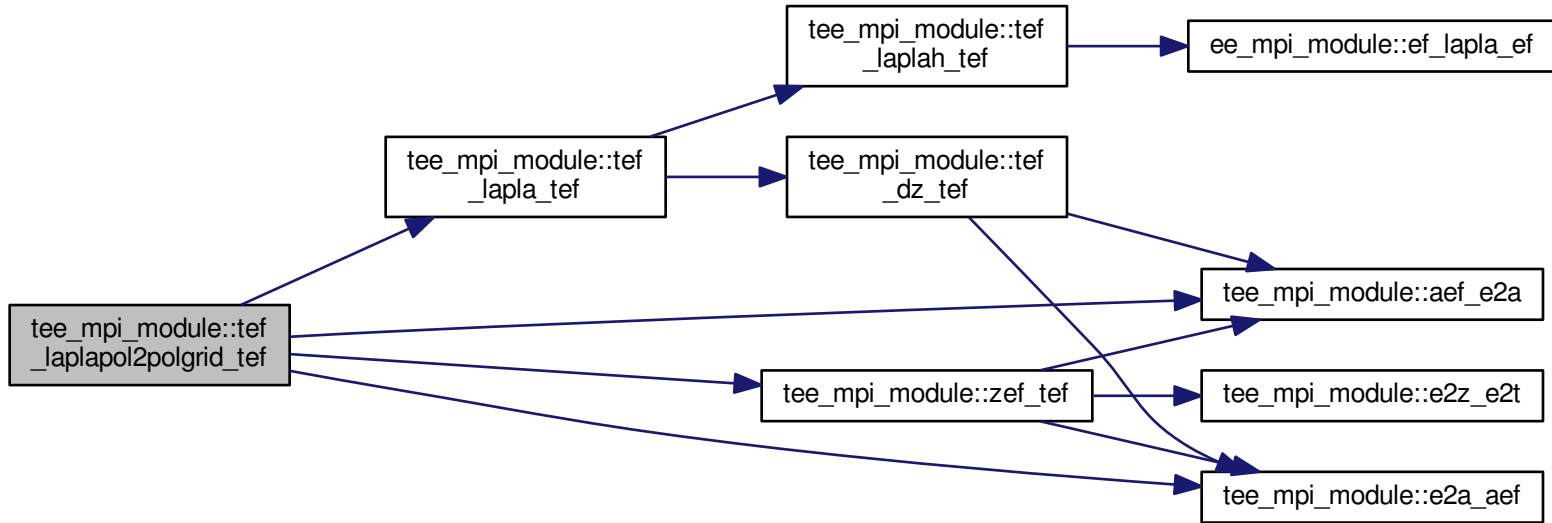 tee_mpi_module::tef
_laplah_tef
ee_mpi_module::ef_lapla_ef
tee_mpi_module::tef
_lapla_tef
tee_mpi_module::tef
_dz_tef
tee_mpi_module::aef_e2a
tee_mpi_module::tef
_laplapol2polgrid_tef
tee_mpi_module::zef_tef
tee_mpi_module::e2z_e2t
tee_mpi_module::e2a_aef